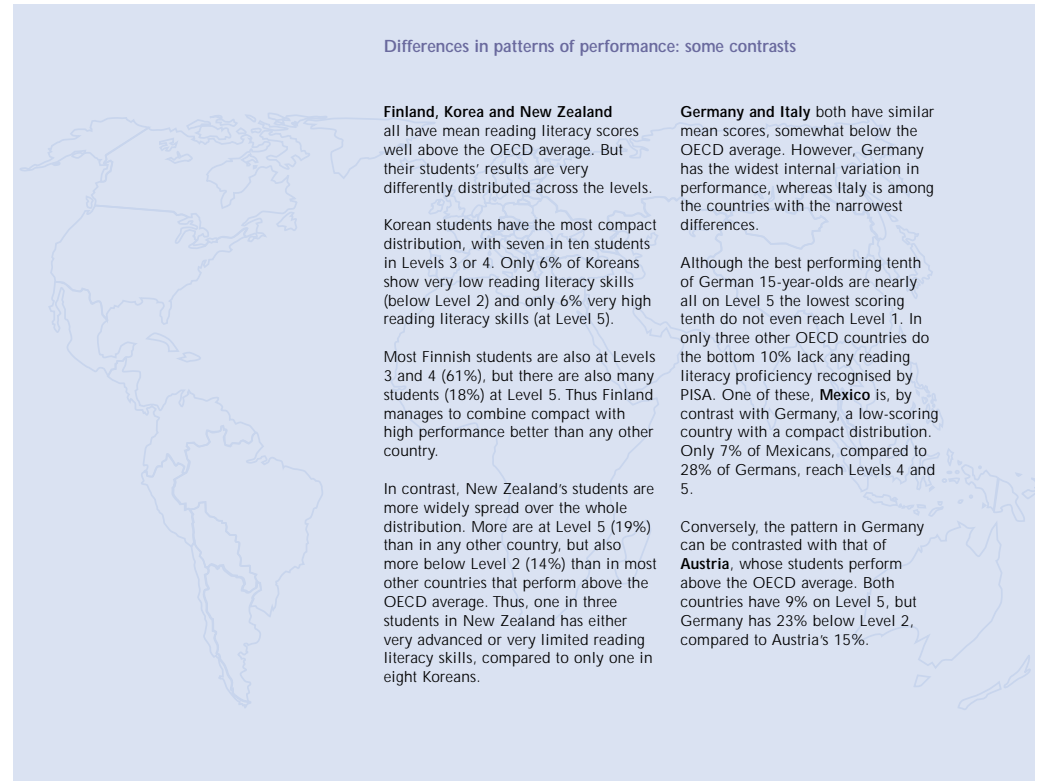 Differences in patterns of performance: some contrasts
Finland, Korea and New Zealand
all have mean reading literacy scores
well above the OECD average. But
their students' results are very
differently distributed across the levels.
Korean students have the most compact
distribution, with seven in ten students
in Levels 3 or 4. Only 6% of Koreans
show very low reading literacy skills
(below Level 2) and only 6% very high
reading literacy skills (at Level 5).
Most Finnish students are also at Levels
3 and 4 (61%), but there are also many
students (18%) at Level 5. Thus Finland
manages to combine compact with
high performance better than any other
country.
In contrast, New Zealand's students are
more widely spread over the whole
distribution. More are at Level 5 (19%)
than in any other country, but also
more below Level 2 (14%) than in most
other countries that perform above the
OECD average. Thus, one in three
students in New Zealand has either
very advanced or very limited reading
literacy skills, compared to only one in
eight Koreans.
Germany and Italy both have similar
mean scores, somewhat below the
OECD average. However, Germany
has the widest internal variation in
performance, whereas Italy is among
the countries with the narrowest
differences.
Although the best performing tenth
of German 15-year-olds are nearly
all on Level 5 the lowest scoring
tenth do not even reach Level 1. In
only three other OECD countries do
the bottom 10% lack any reading
literacy proficiency recognised by
PISA. One of these, Mexico is, by
contrast with Germany, a low-scoring
country with a compact distribution.
Only 7% of Mexicans, compared to
28% of Germans, reach Levels 4 and
5.
Conversely, the pattern in Germany
can be contrasted with that of
Austria, whose students perform
above the OECD average. Both
countries have 9% on Level 5, but
Germany has 23% below Level 2,
compared to Austria's 15%.